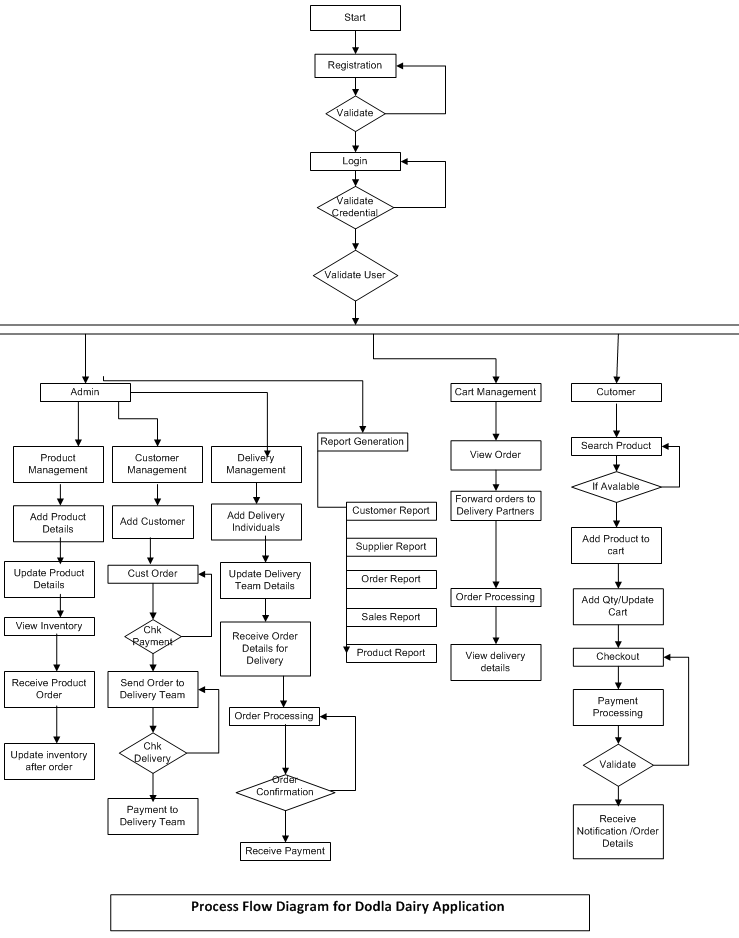 Start
Registration
Validate
Login
Validate
Credential
Validate User
Admin
Cart Management
Cutomer
Product
Management
Customer
Management
Delivery
Management
Report Generation
View Order
Search Product
If Avalable
Add Product
Details
Add Customer
Add Delivery
Individuals
Customer Report
Forward orders to
Delivery Partners
Add Product to
cart
Supplier Report
Update Product
Details
Cust Order
Update Delivery
Team Details
Order Report
Order Processing
Add Qty/Update
Cart
Sales Report
View Inventory
Chk
Payment
Receive Order
Details for
Delivery
Product Report
View delivery
details
Checkout
Receive Product
Order
Send Order to
Delivery Team
Order Processing
Payment
Processing
Update inventory
after order
Chk
Delivery
Order
Confirmation
Validate
Payment to
Delivery Team
Receive Payment
Receive
Notification /Order
Details
Process Flow Diagram for Dodla Dairy Application